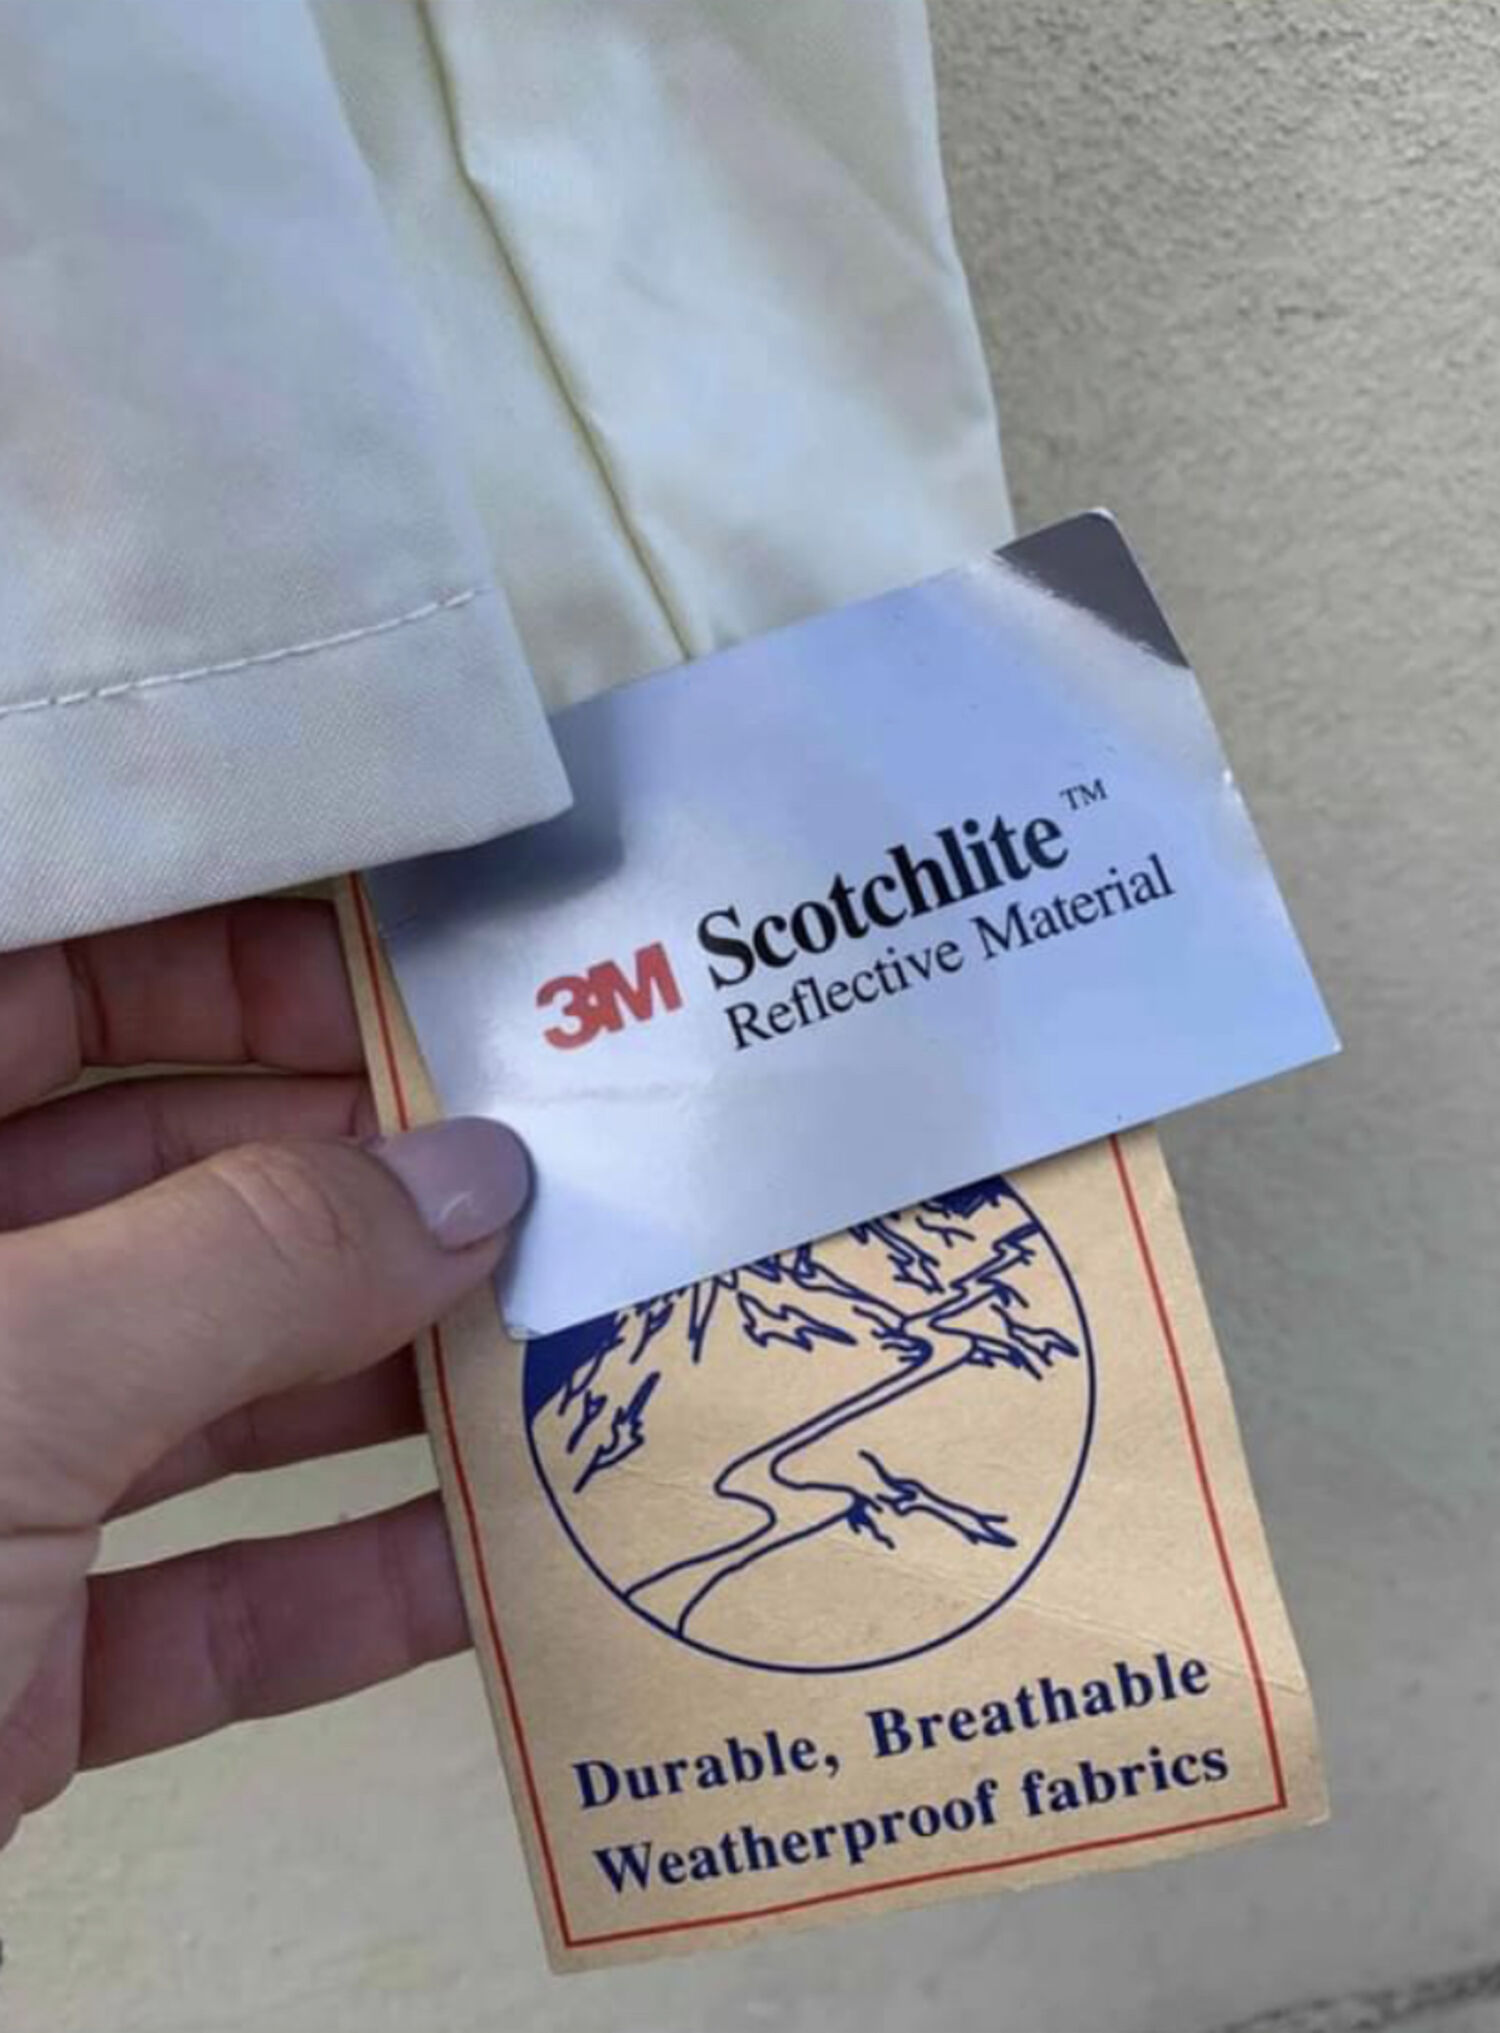 3M Scotchlite™
Reflective Material
Durable, Breathable
Weatherproof fabrics